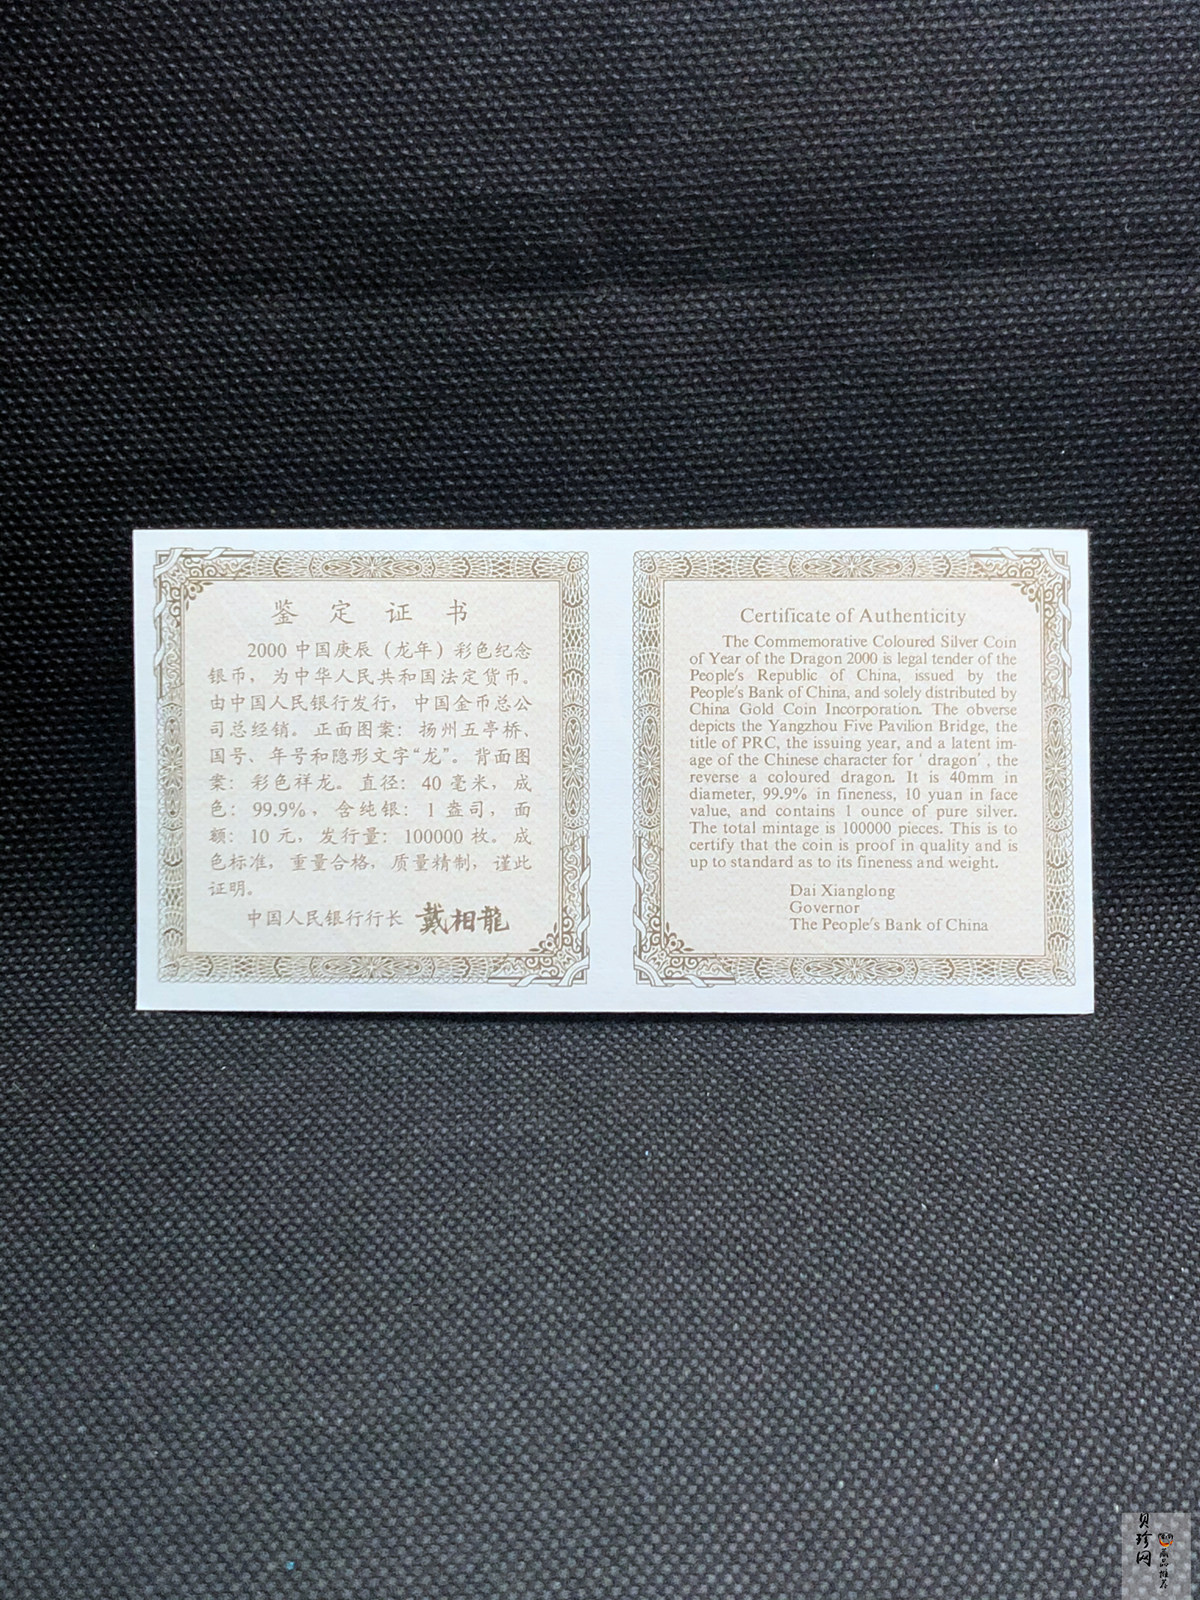 鉴定证书
2000 中国庚辰（龙年）彩色纪念
银币，为中华人民共和国法定货币。
由中国人民银行发行，中国金币总公
司总经销。正面图案：扬州五亭桥、
国号、年号和隐形文字“龙”。背面图
案：彩色祥龙。直径：40 毫米，成
色：99.9%，含纯银：1 盎司，面
额：10 元，发行量：100000 枚。成
色标准，重量合格，质量精制，谨此
证明。
中国人民银行行长 戴相龍
Certificate of Authenticity
The Commemorative Coloured Silver Coin
of Year of the Dragon 2000 is legal tender of the
People's Republic of China, issued by the
People's Bank of China, and solely distributed by
China Gold Coin Incorporation. The obverse
depicts the Yangzhou Five Pavilion Bridge, the
title of PRC, the issuing year, and a latent im-
age of the Chinese character for ' dragon' , the
reverse a coloured dragon. It is 40mm in
diameter, 99.9% in fineness, 10 yuan in face
value, and contains 1 ounce of pure silver.
The total mintage is 100000 pieces. This is to
certify that the coin is proof in quality and is
up to standard as to its fineness and weight.
Dai Xianglong
Governor
The People's Bank of China
贝珍网
商品推荐